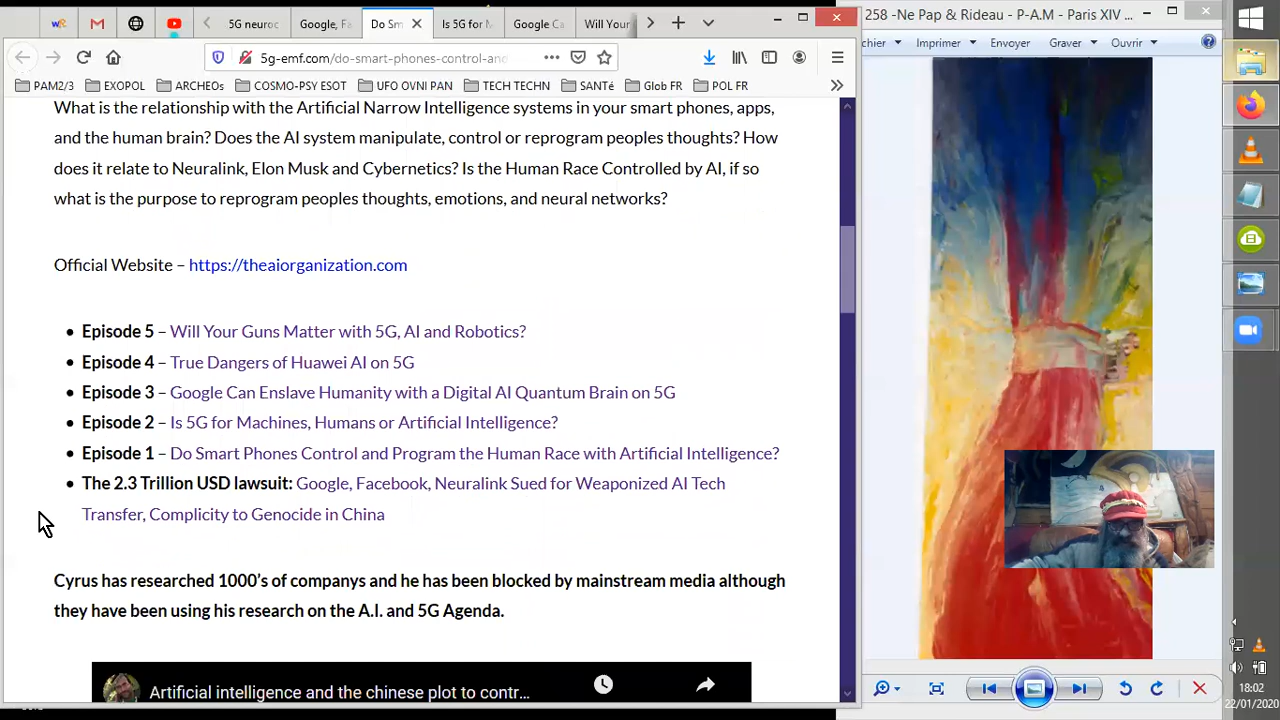 5G neuroc
Google, Fa
Do Sm
Is 5G for M
Google Ca
Will Your
258 -Ne Pap & Rideau - P-A.M - Paris XIV ...
5g-emf.com/do-smart-phones-control-and-
chier
Imprimer
Envoyer
Graver
Ouvrir
PAM2/3
EXOPOL
ARCHEOs
COSMO-PSY ESOT
UFO OVNI PAN
TECH TECHN
SANTé
Glob FR
POL FR
What is the relationship with the Artificial Narrow Intelligence systems in your smart phones, apps,
and the human brain? Does the AI system manipulate, control or reprogram peoples thoughts? How
does it relate to Neuralink, Elon Musk and Cybernetics? Is the Human Race Controlled by AI, if so
what is the purpose to reprogram peoples thoughts, emotions, and neural networks?
Official Website – https://theaiorganization.com
• Episode 5 – Will Your Guns Matter with 5G, AI and Robotics?
• Episode 4 – True Dangers of Huawei AI on 5G
• Episode 3 – Google Can Enslave Humanity with a Digital AI Quantum Brain on 5G
• Episode 2 – Is 5G for Machines, Humans or Artificial Intelligence?
• Episode 1 – Do Smart Phones Control and Program the Human Race with Artificial Intelligence?
• The 2.3 Trillion USD lawsuit: Google, Facebook, Neuralink Sued for Weaponized AI Tech
Transfer, Complicity to Genocide in China
Cyrus has researched 1000's of companys and he has been blocked by mainstream media although
they have been using his research on the A.I. and 5G Agenda.
Artificial intelligence and the chinese plot to contr...
18:02
22/01/2020